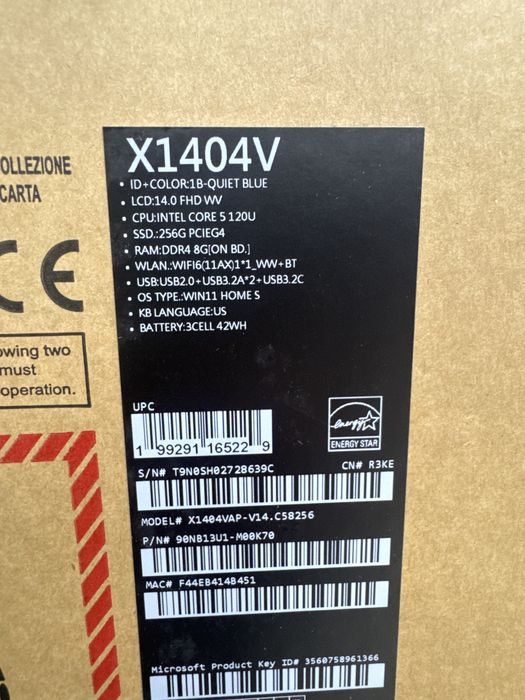 OLLEZIONE
CARTA
CE
owing two
must
operation.
X1404V
• ID+COLOR:1B-QUIET BLUE
• LCD:14.0 FHD WV
• CPU:INTEL CORE 5 120U
• SSD.:256G PCIEG4
• RAM:DDR4 8G[ON BD.]
• WLAN.:WIFI6(11AX)1*1_WW+BT
• USB:USB2.0+USB3.2A*2+USB3.2C
• OS TYPE.:WIN11 HOME S
• KB LANGUAGE:US
• BATTERY:3CELL 42WH
UPC
1 99291 16522 9
energy
ENERGY STAR
S/N# T9N0SH02728639C CN# R3KE
MODEL# X1404VAP-V14.C58256
P/N# 90NB13U1-M00K70
MAC# F44EB414B451
Microsoft Product Key ID# 3560758961366